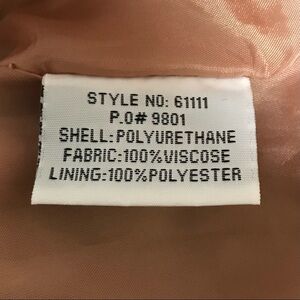 STYLE NO: 61111
P.O# 9801
SHELL:POLYURETHANE
FABRIC:100%VISCOSE
LINING:100%POLYESTER